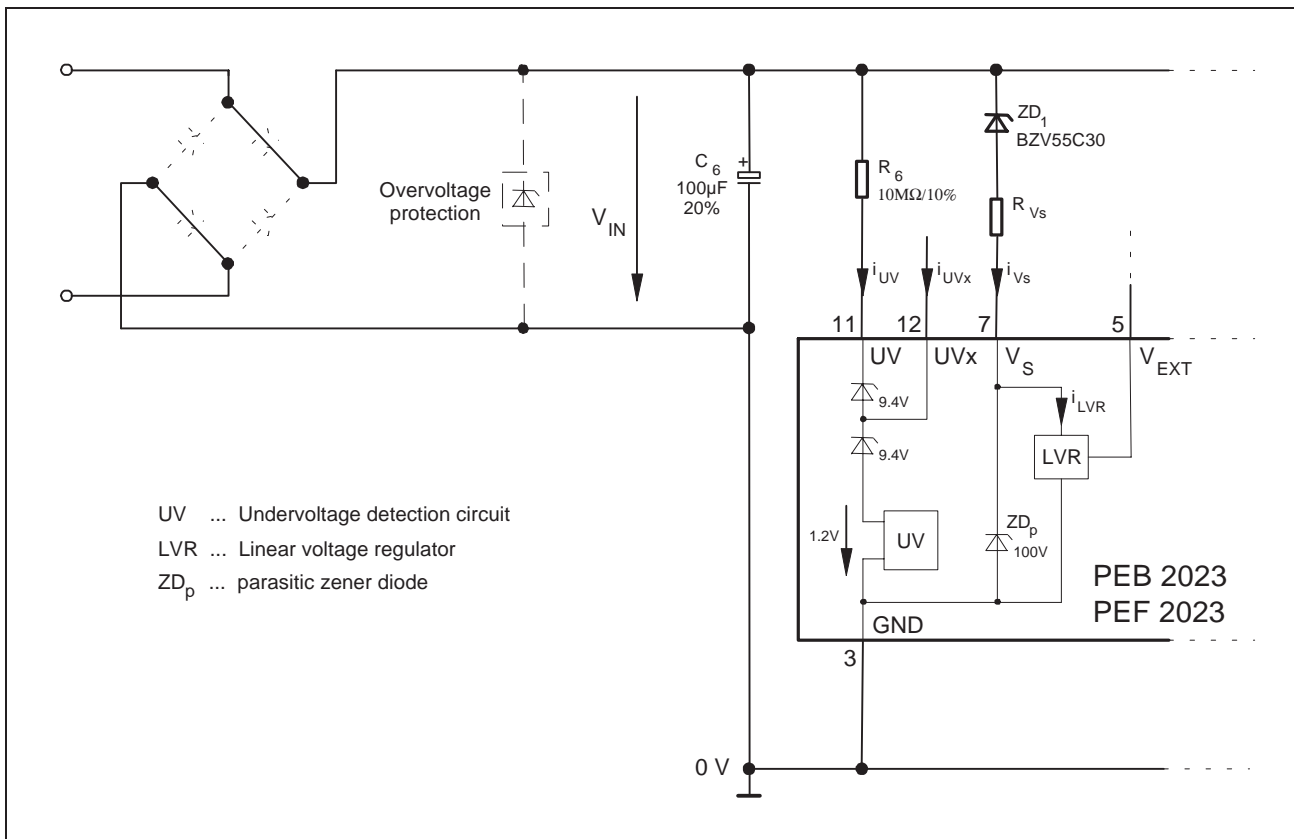 ZD1
BZV55C30
Overvoltage
protection
VIN
C6
+
100µF
20%
R6
10MΩ/10%
RVs
iUV
iUVx
iVs
11
12
7
5
UV
UVx
VS
VEXT
9.4V
iLVR
9.4V
LVR
1.2V
UV
ZDp
100V
UV ... Undervoltage detection circuit
LVR ... Linear voltage regulator
ZDp ... parasitic zener diode
PEB 2023
PEF 2023
GND
3
0 V